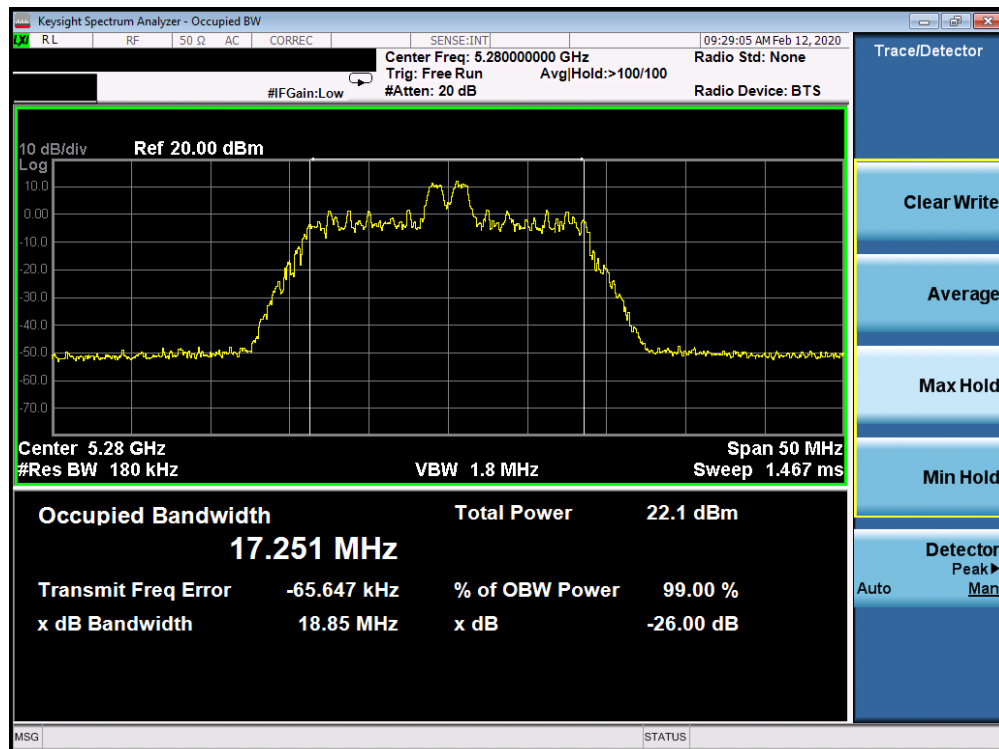 Keysight Spectrum Analyzer - Occupied BW
LXI RL RF 50 Ω AC CORREC SENSE:INT 09:29:05 AM Feb 12, 2020
Center Freq: 5.280000000 GHz Radio Std: None
Trig: Free Run Avg|Hold:>100/100
#IFGain:Low #Atten: 20 dB Radio Device: BTS
10 dB/div Ref 20.00 dBm
Log
10.0
0.00
-10.0
-20.0
-30.0
-40.0
-50.0
-60.0
-70.0
Center 5.28 GHz Span 50 MHz
#Res BW 180 kHz VBW 1.8 MHz Sweep 1.467 ms
Occupied Bandwidth Total Power 22.1 dBm
17.251 MHz
Transmit Freq Error -65.647 kHz % of OBW Power 99.00 %
x dB Bandwidth 18.85 MHz x dB -26.00 dB
MSG STATUS
Trace/Detector
Clear Write
Average
Max Hold
Min Hold
Detector
Peak▶
Auto Man